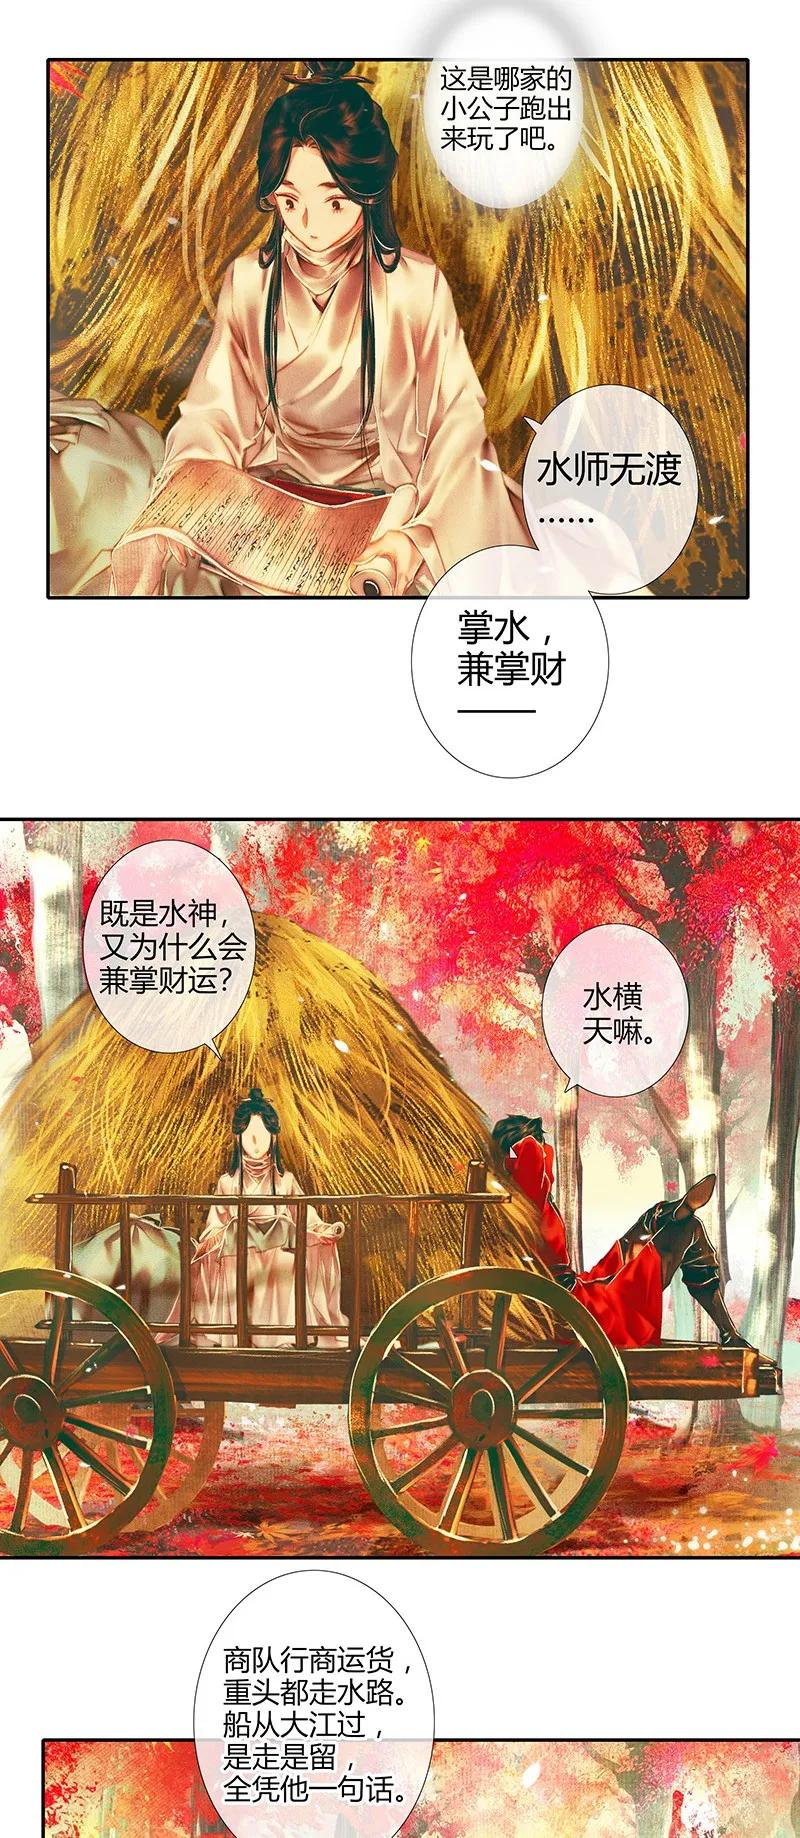 这是哪家的
小公子跑出
来玩了吧。
水师无渡
……
掌水，
兼掌财
——
既是水神，
又为什么会
兼掌财运？
水横
天嘛。
商队行商运货，
重头都走水路。
船从大江过，
是走是留，
全凭他一句话。